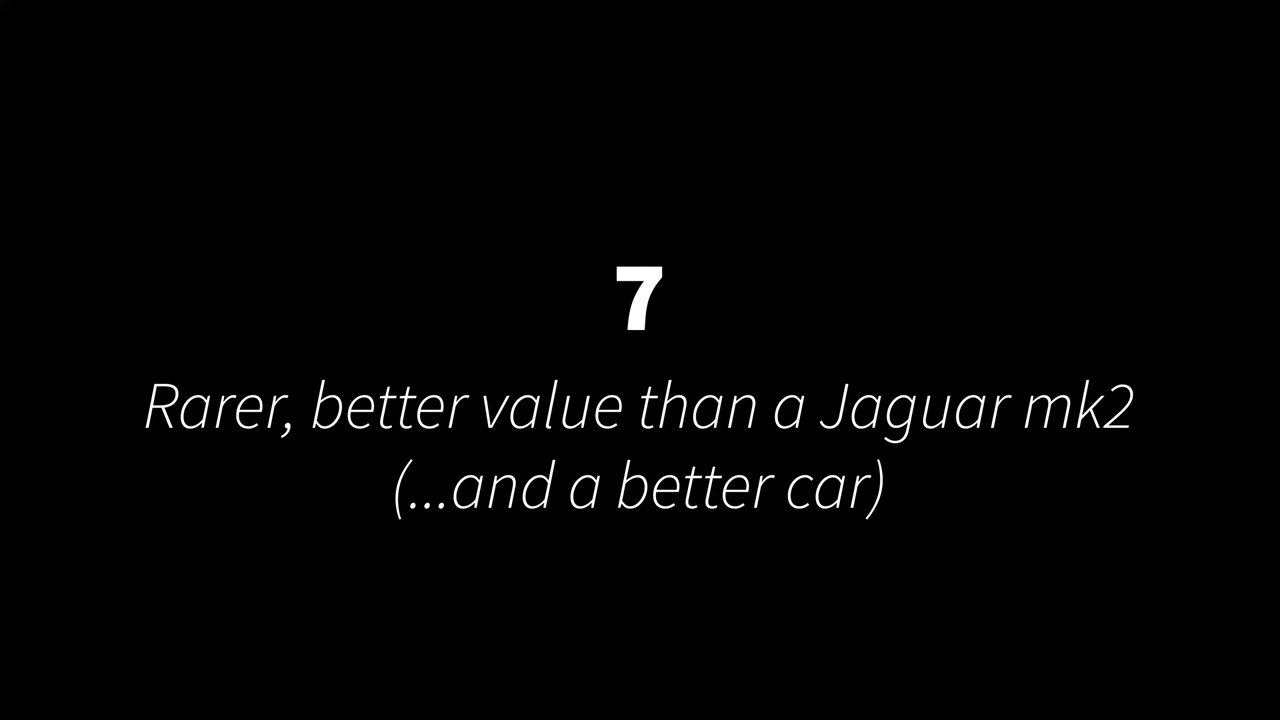 7
Rarer, better value than a Jaguar mk2
(...and a better car)